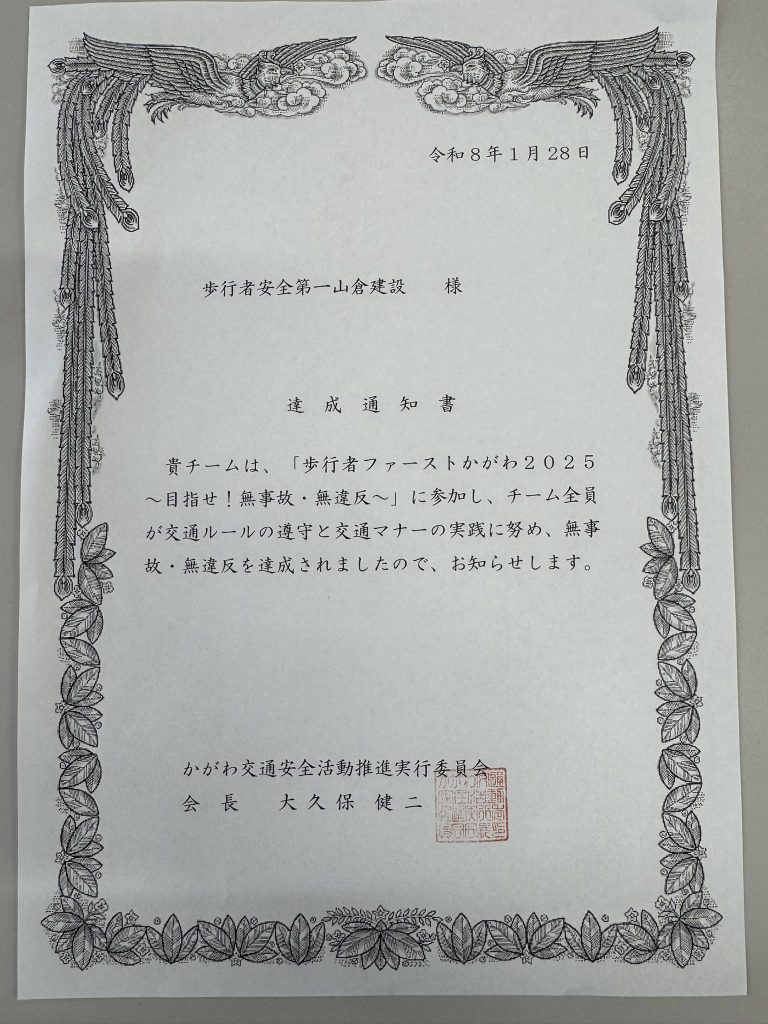 令和8年1月28日
歩行者安全第一山倉建設　様
達成通知書
貴チームは、「歩行者ファーストかがわ2025
～目指せ！無事故・無違反～」に参加し、チーム全員
が交通ルールの遵守と交通マナーの実践に努め、無事
故・無違反を達成されましたので、お知らせします。
かがわ交通安全活動推進実行委員会
会長　大久保健二